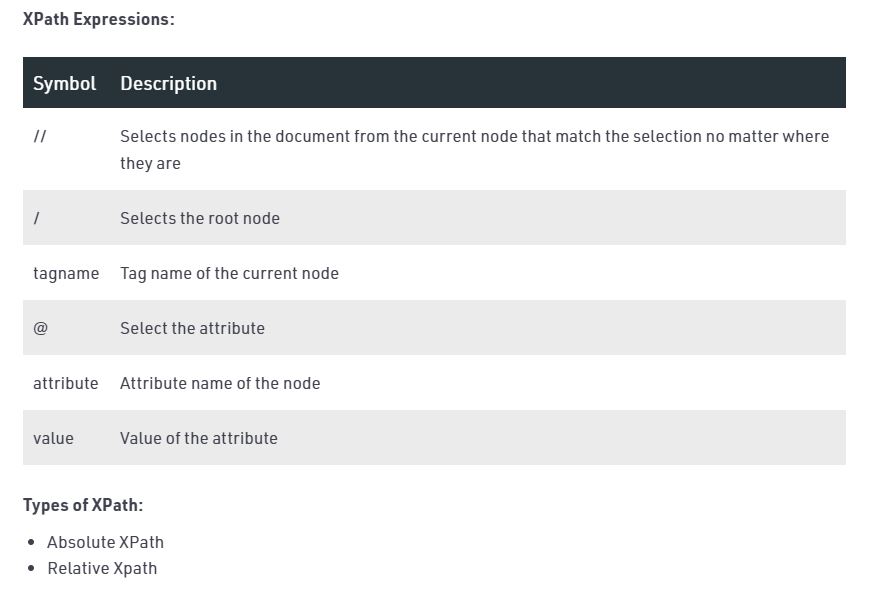 XPath Expressions:
Symbol Description
// Selects nodes in the document from the current node that match the selection no matter where
they are
/ Selects the root node
tagname Tag name of the current node
@ Select the attribute
attribute Attribute name of the node
value Value of the attribute
Types of XPath:
• Absolute XPath
• Relative Xpath